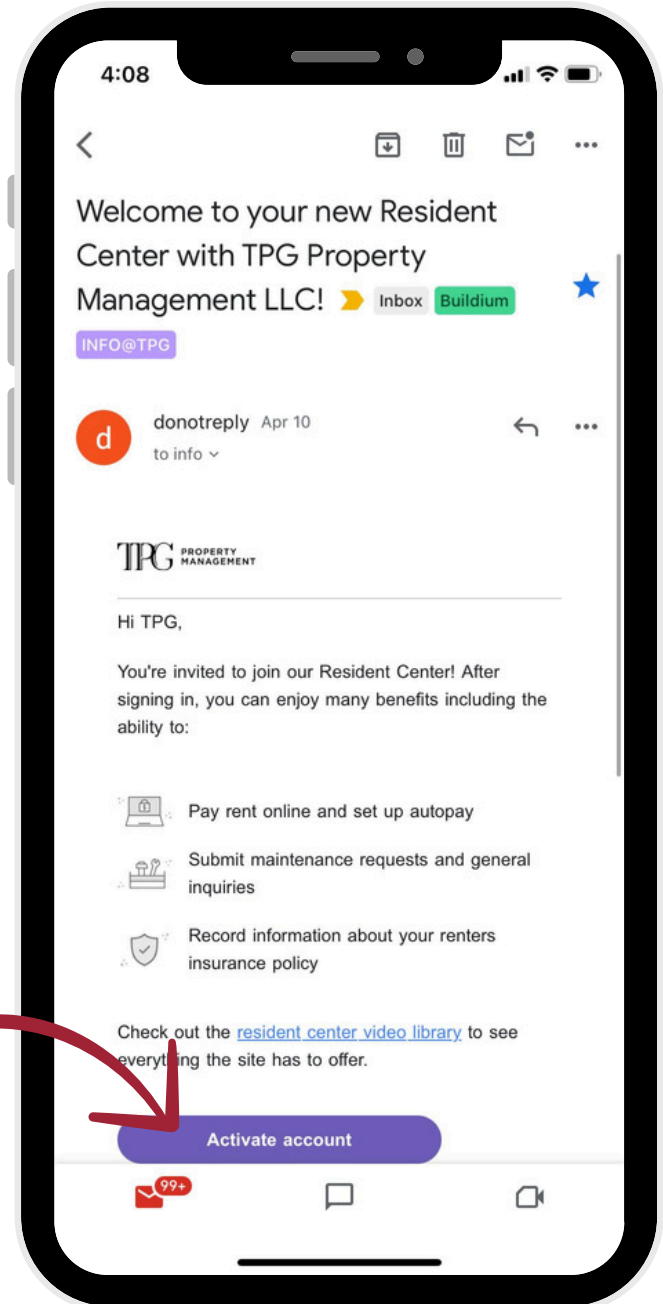 4:08
Welcome to your new Resident
Center with TPG Property
Management LLC! Inbox Buildium
INFO@TPG
d
donotreply Apr 10
to info
TPG PROPERTY
MANAGEMENT
Hi TPG,
You're invited to join our Resident Center! After
signing in, you can enjoy many benefits including the
ability to:
Pay rent online and set up autopay
Submit maintenance requests and general
inquiries
Record information about your renters
insurance policy
Check out the resident center video library to see
everything the site has to offer.
Activate account
99+